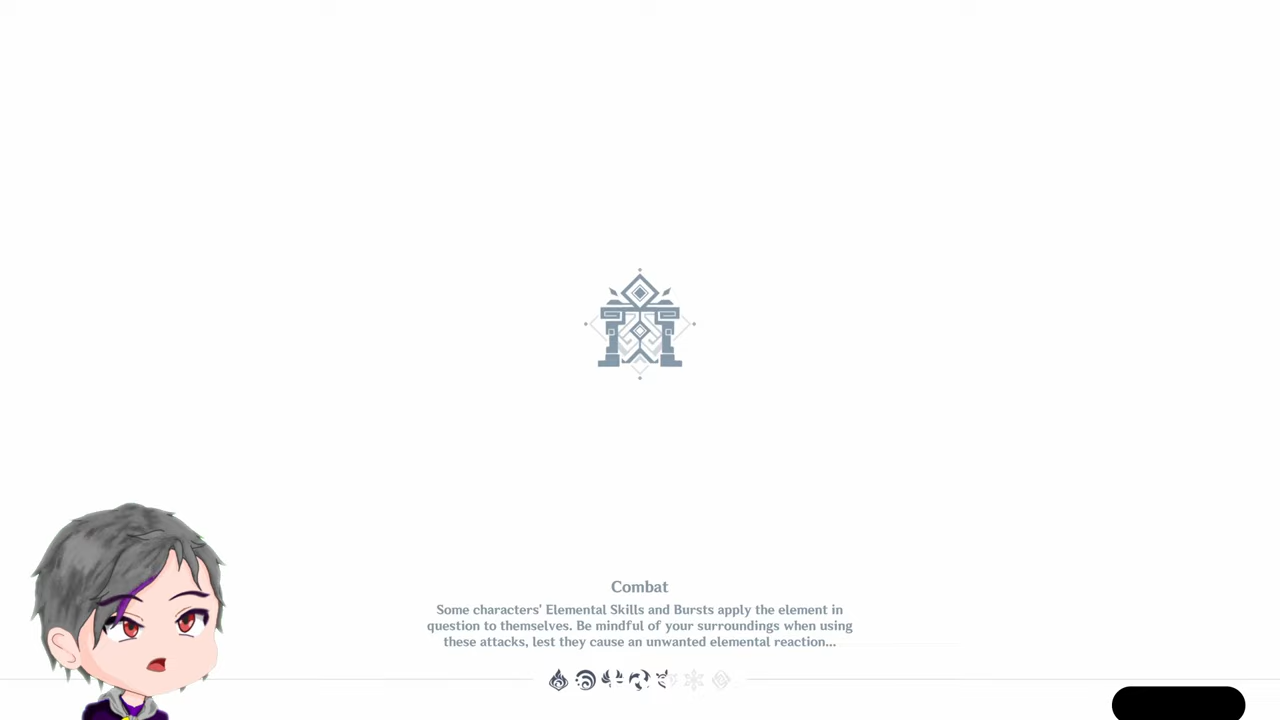 Combat
Some characters' Elemental Skills and Bursts apply the element in
question to themselves. Be mindful of your surroundings when using
these attacks, lest they cause an unwanted elemental reaction...